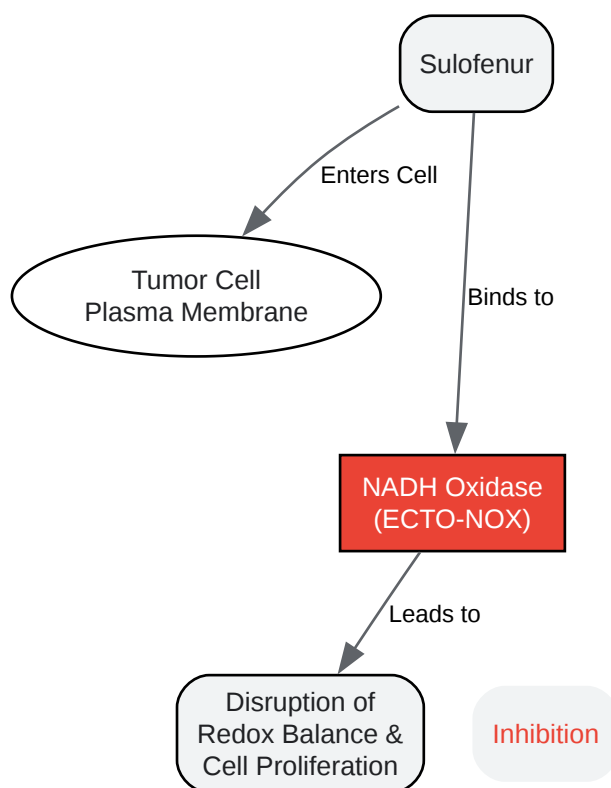 Sulofenur
Enters Cell
Tumor Cell
Plasma Membrane
Binds to
NADH Oxidase
(ECTO-NOX)
Leads to
Disruption of
Redox Balance &
Cell Proliferation
Inhibition